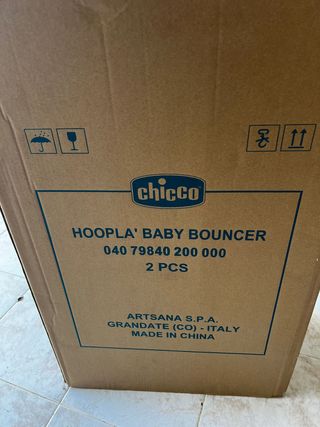 chicco
HOOPLA' BABY BOUNCER
040 79840 200 000
2 PCS
ARTSANA S.P.A.
GRANDATE (CO) - ITALY
MADE IN CHINA